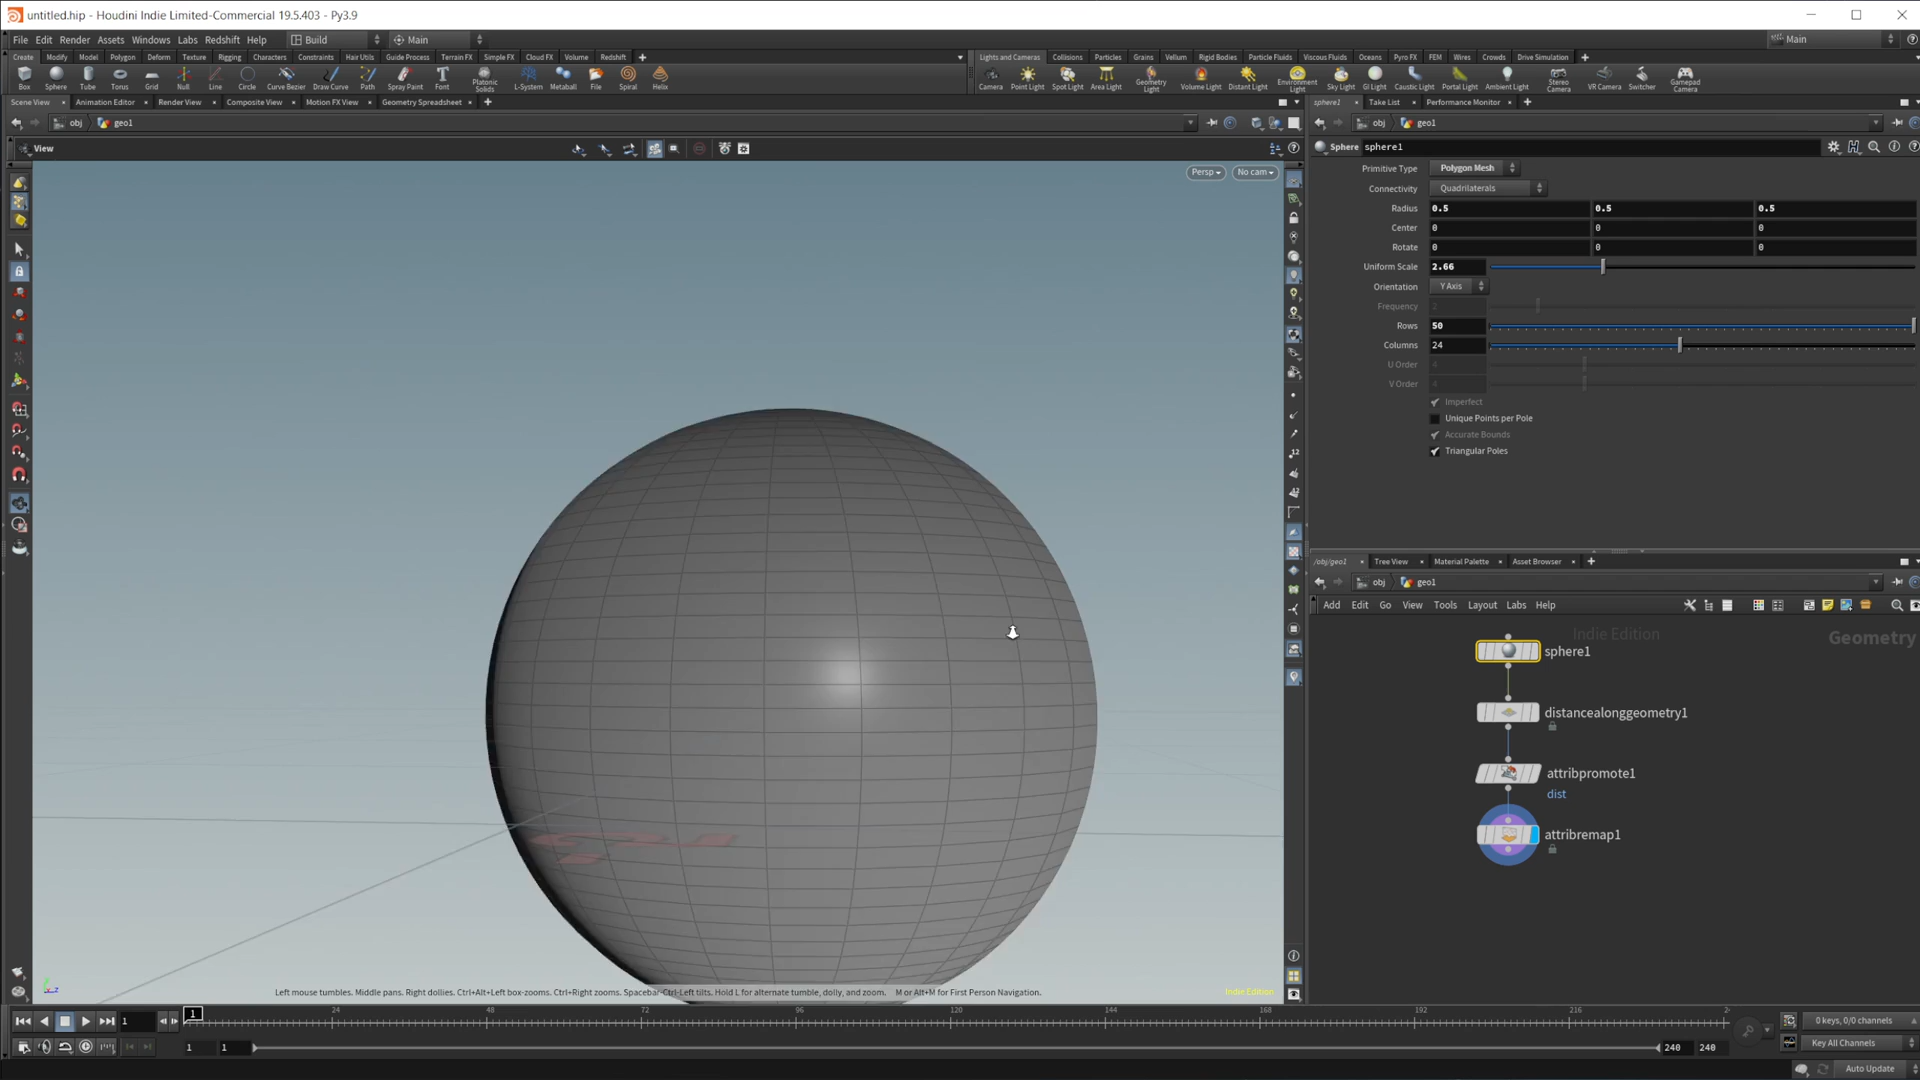 untitled.hip - Houdini Indie Limited-Commercial 19.5.403 - Py3.9
File Edit Render Assets Windows Labs Redshift Help Build Main Main
Create Modify Model Polygon Deform Texture Rigging Characters Constraints Hair Utils Guide Process Terrain FX Simple FX Cloud FX Volume Redshift
Lights and Cameras Collisions Particles Grains Vellum Rigid Bodies Particle Fluids Viscous Fluids Oceans Pyro FX FEM Wires Crowds Drive Simulation
Box Sphere Tube Torus Grid Null Line Circle Curve Bezier Draw Curve Path Spray Paint Font Platonic Solids L-System Metaball File Spiral Helix
Camera Point Light Spot Light Area Light Geometry Light Volume Light Distant Light Environment Light Sky Light GI Light Caustic Light Portal Light Ambient Light Stereo Camera VR Camera Switcher Gamepad Camera
Scene View Animation Editor Render View Composite View Motion FX View Geometry Spreadsheet
sphere1 Take List Performance Monitor
obj geo1
obj geo1
View
Persp No cam
Sphere sphere1
Primitive Type Polygon Mesh
Connectivity Quadrilaterals
Radius 0.5 0.5 0.5
Center 0 0 0
Rotate 0 0 0
Uniform Scale 2.66
Orientation Y Axis
Frequency 2
Rows 50
Columns 24
U Order 4
V Order 4
Imperfect
Unique Points per Pole
Accurate Bounds
Triangular Poles
/obj/geo1 Tree View Material Palette Asset Browser
obj geo1
Add Edit Go View Tools Layout Labs Help
Indie Edition
Geometry
sphere1
distancealonggeometry1
attribpromote1
dist
attribremap1
Left mouse tumbles. Middle pans. Right dollies. Ctrl+Alt+Left box-zooms. Ctrl+Right zooms. Spacebar-Ctrl-Left tilts. Hold L for alternate tumble, dolly, and zoom. M or Alt+M for First Person Navigation.
Indie Edition
1 1 24 48 72 96 120 144 168 192 216 2
0 keys, 0/0 channels
1 1 240 240
Key All Channels
Auto Update